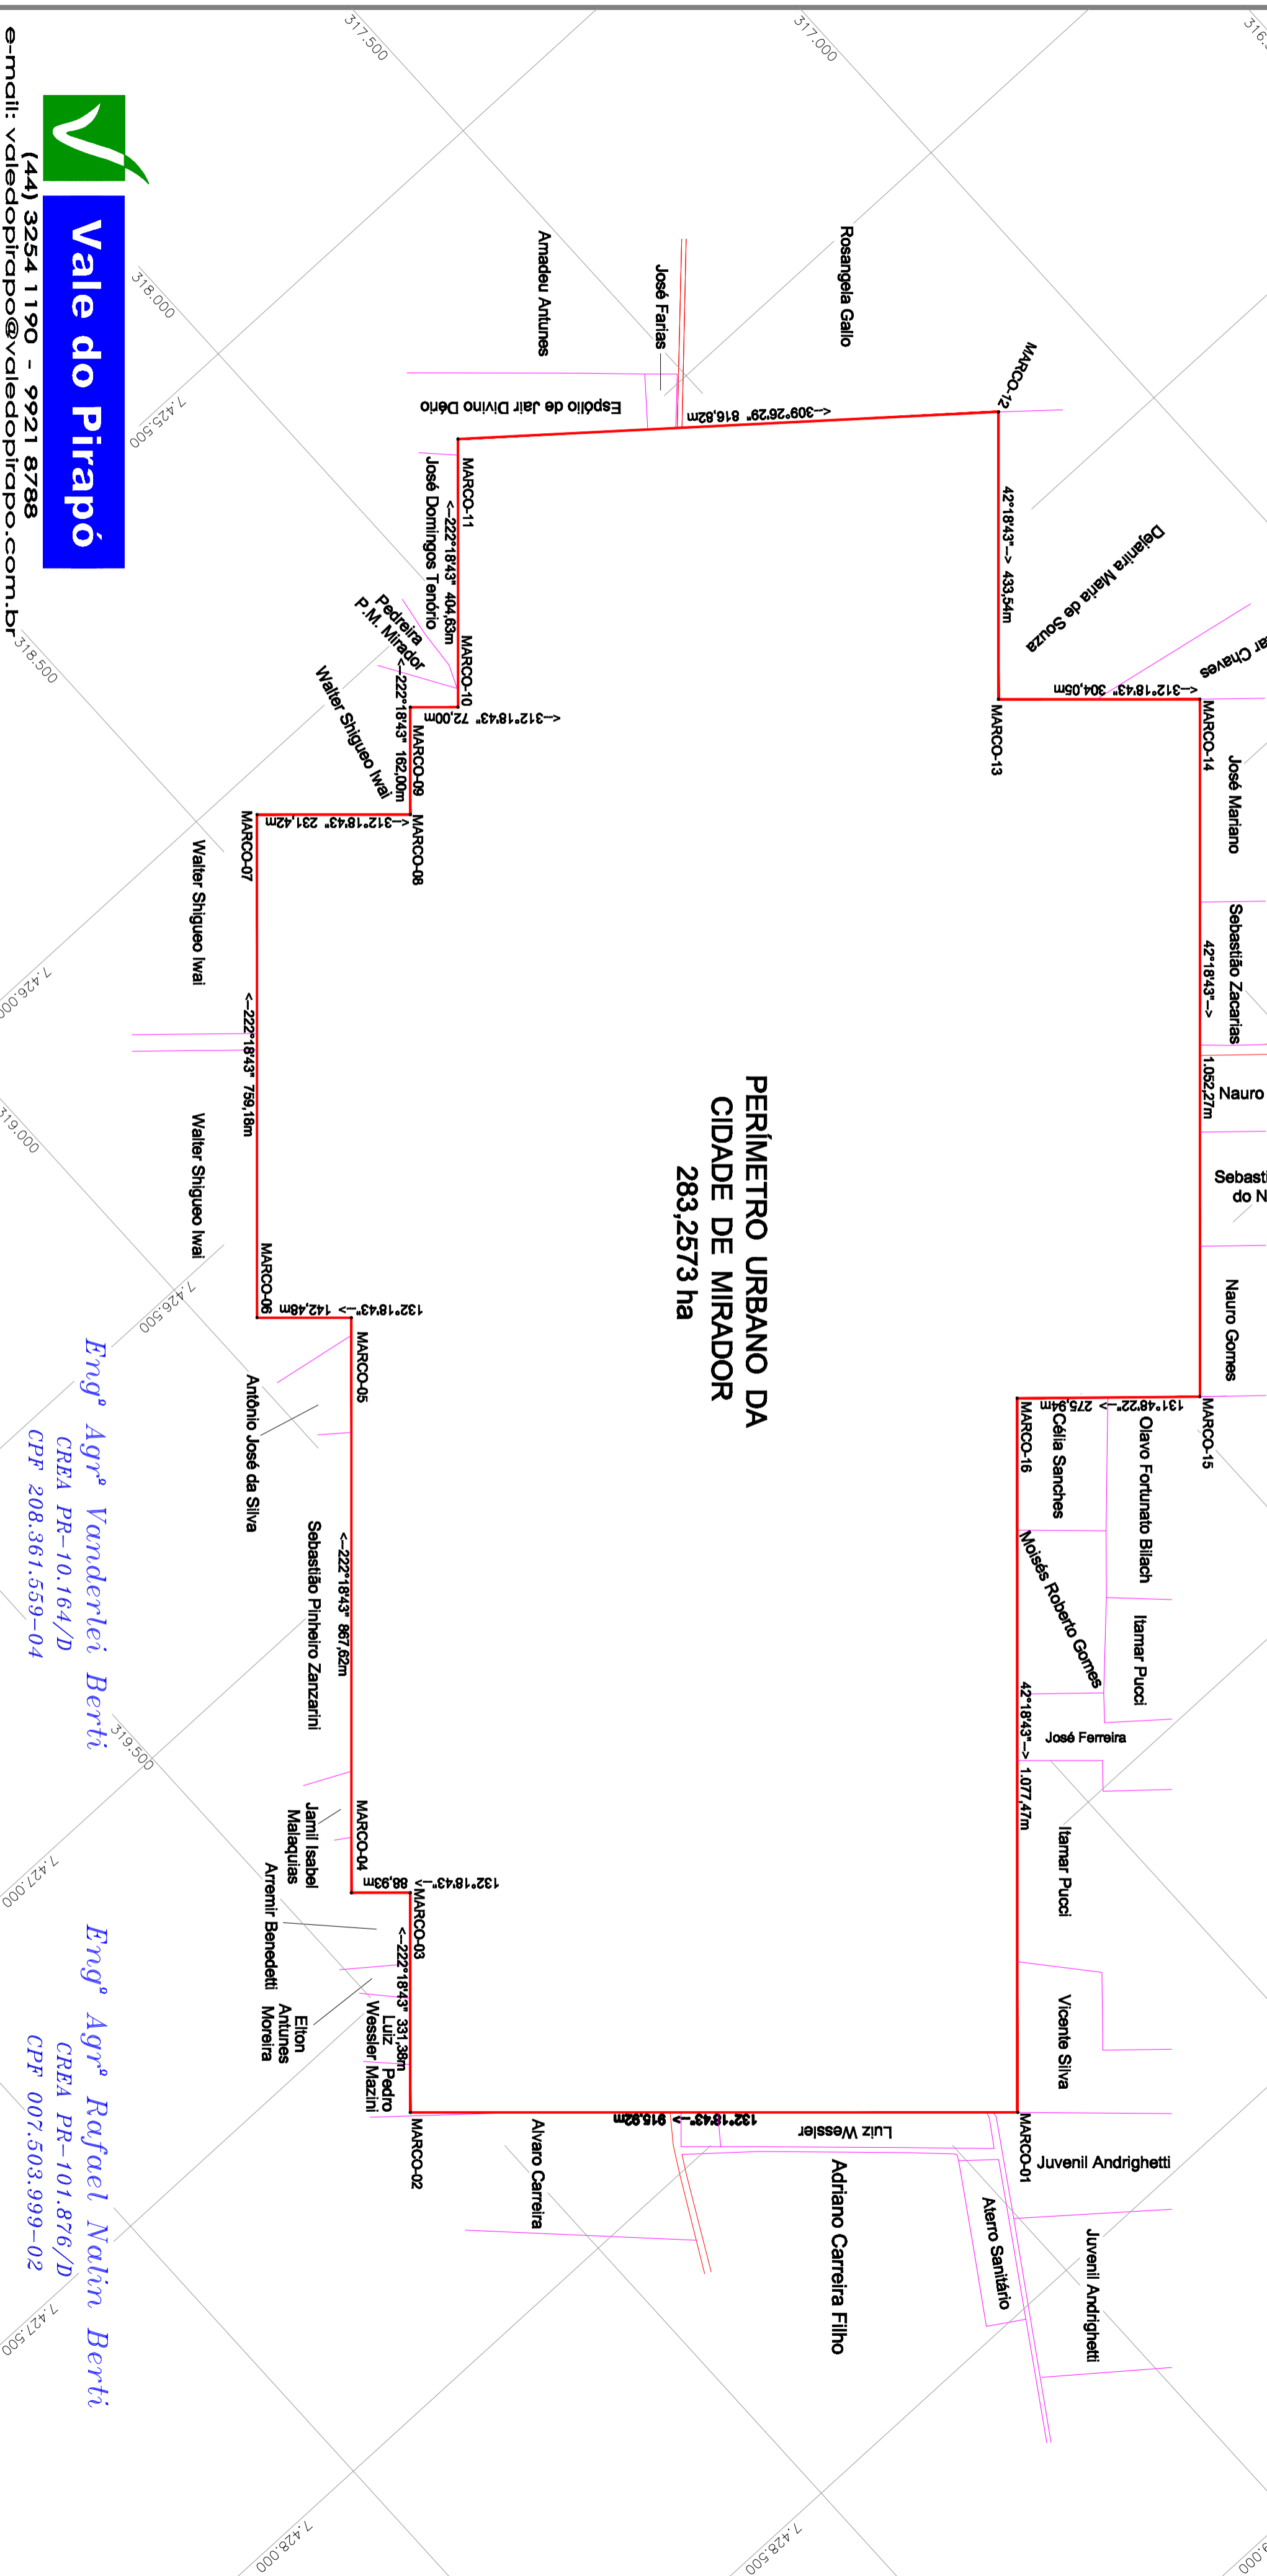 PERÍMETRO URBANO DA
CIDADE DE MIRADOR
283,2573 ha
MARCO-12
42°18'43"--> 433,54m
MARCO-13
<--312°18'43" 304,05m
MARCO-14
42°18'43"-->
1.052,27m
MARCO-15
131°48'22"--> 275,94m
MARCO-16
42°18'43"--> 1.077,47m
MARCO-01
132°18'43"--> 915,92m
MARCO-02
<--222°18'43" 331,38m
MARCO-03
132°18'43"--> 88,93m
MARCO-04
<--222°18'43" 867,62m
MARCO-05
132°18'43"--> 142,48m
MARCO-06
<--222°18'43" 759,18m
MARCO-07
<--312°18'43" 231,42m
MARCO-08
<--222°18'43" 162,00m
MARCO-09
<--312°18'43" 72,00m
MARCO-10
<--222°18'43" 404,63m
MARCO-11
<--309°26'29" 816,82m
Rosangela Gallo
José Farias
Amadeu Antunes
Espólio de Jair Divino Dério
José Domingos Tenório
Pedreira
P.M. Mirador
Walter Shigueo Iwai
Walter Shigueo Iwai
Walter Shigueo Iwai
Antônio José da Silva
Sebastião Pinheiro Zanzarini
Jamil Isabel
Malaquias
Arremir Benedetti
Elton
Antunes
Moreira
Luiz
Wessler
Pedro
Mazini
Alvaro Carreira
Luiz Wessler
Adriano Carreira Filho
Aterro Sanitário
Juvenil Andrighetti
Juvenil Andrighetti
Vicente Silva
Itamar Pucci
José Ferreira
Itamar Pucci
Moisés Roberto Gomes
Olavo Fortunato Bilach
Célia Sanches
Nauro Gomes
Sebasti
do N
Nauro
Sebastião Zacarias
José Mariano
ar Chaves
Dejanira Maria de Souza
317.500
317.000
316.
318.000
7.425.500
318.500
7.426.000
319.000
7.426.500
319.500
7.427.000
7.427.500
7.428.000
7.428.500
9.000
Vale do Pirapó
(44) 3254 1190 - 9921 8788
e-mail: valedopirapo@valedopirapo.com.br
Engº Agrº Vanderlei Berti
CREA PR-10.164/D
CPF 208.361.559-04
Engº Agrº Rafael Nalin Berti
CREA PR-101.876/D
CPF 007.503.999-02